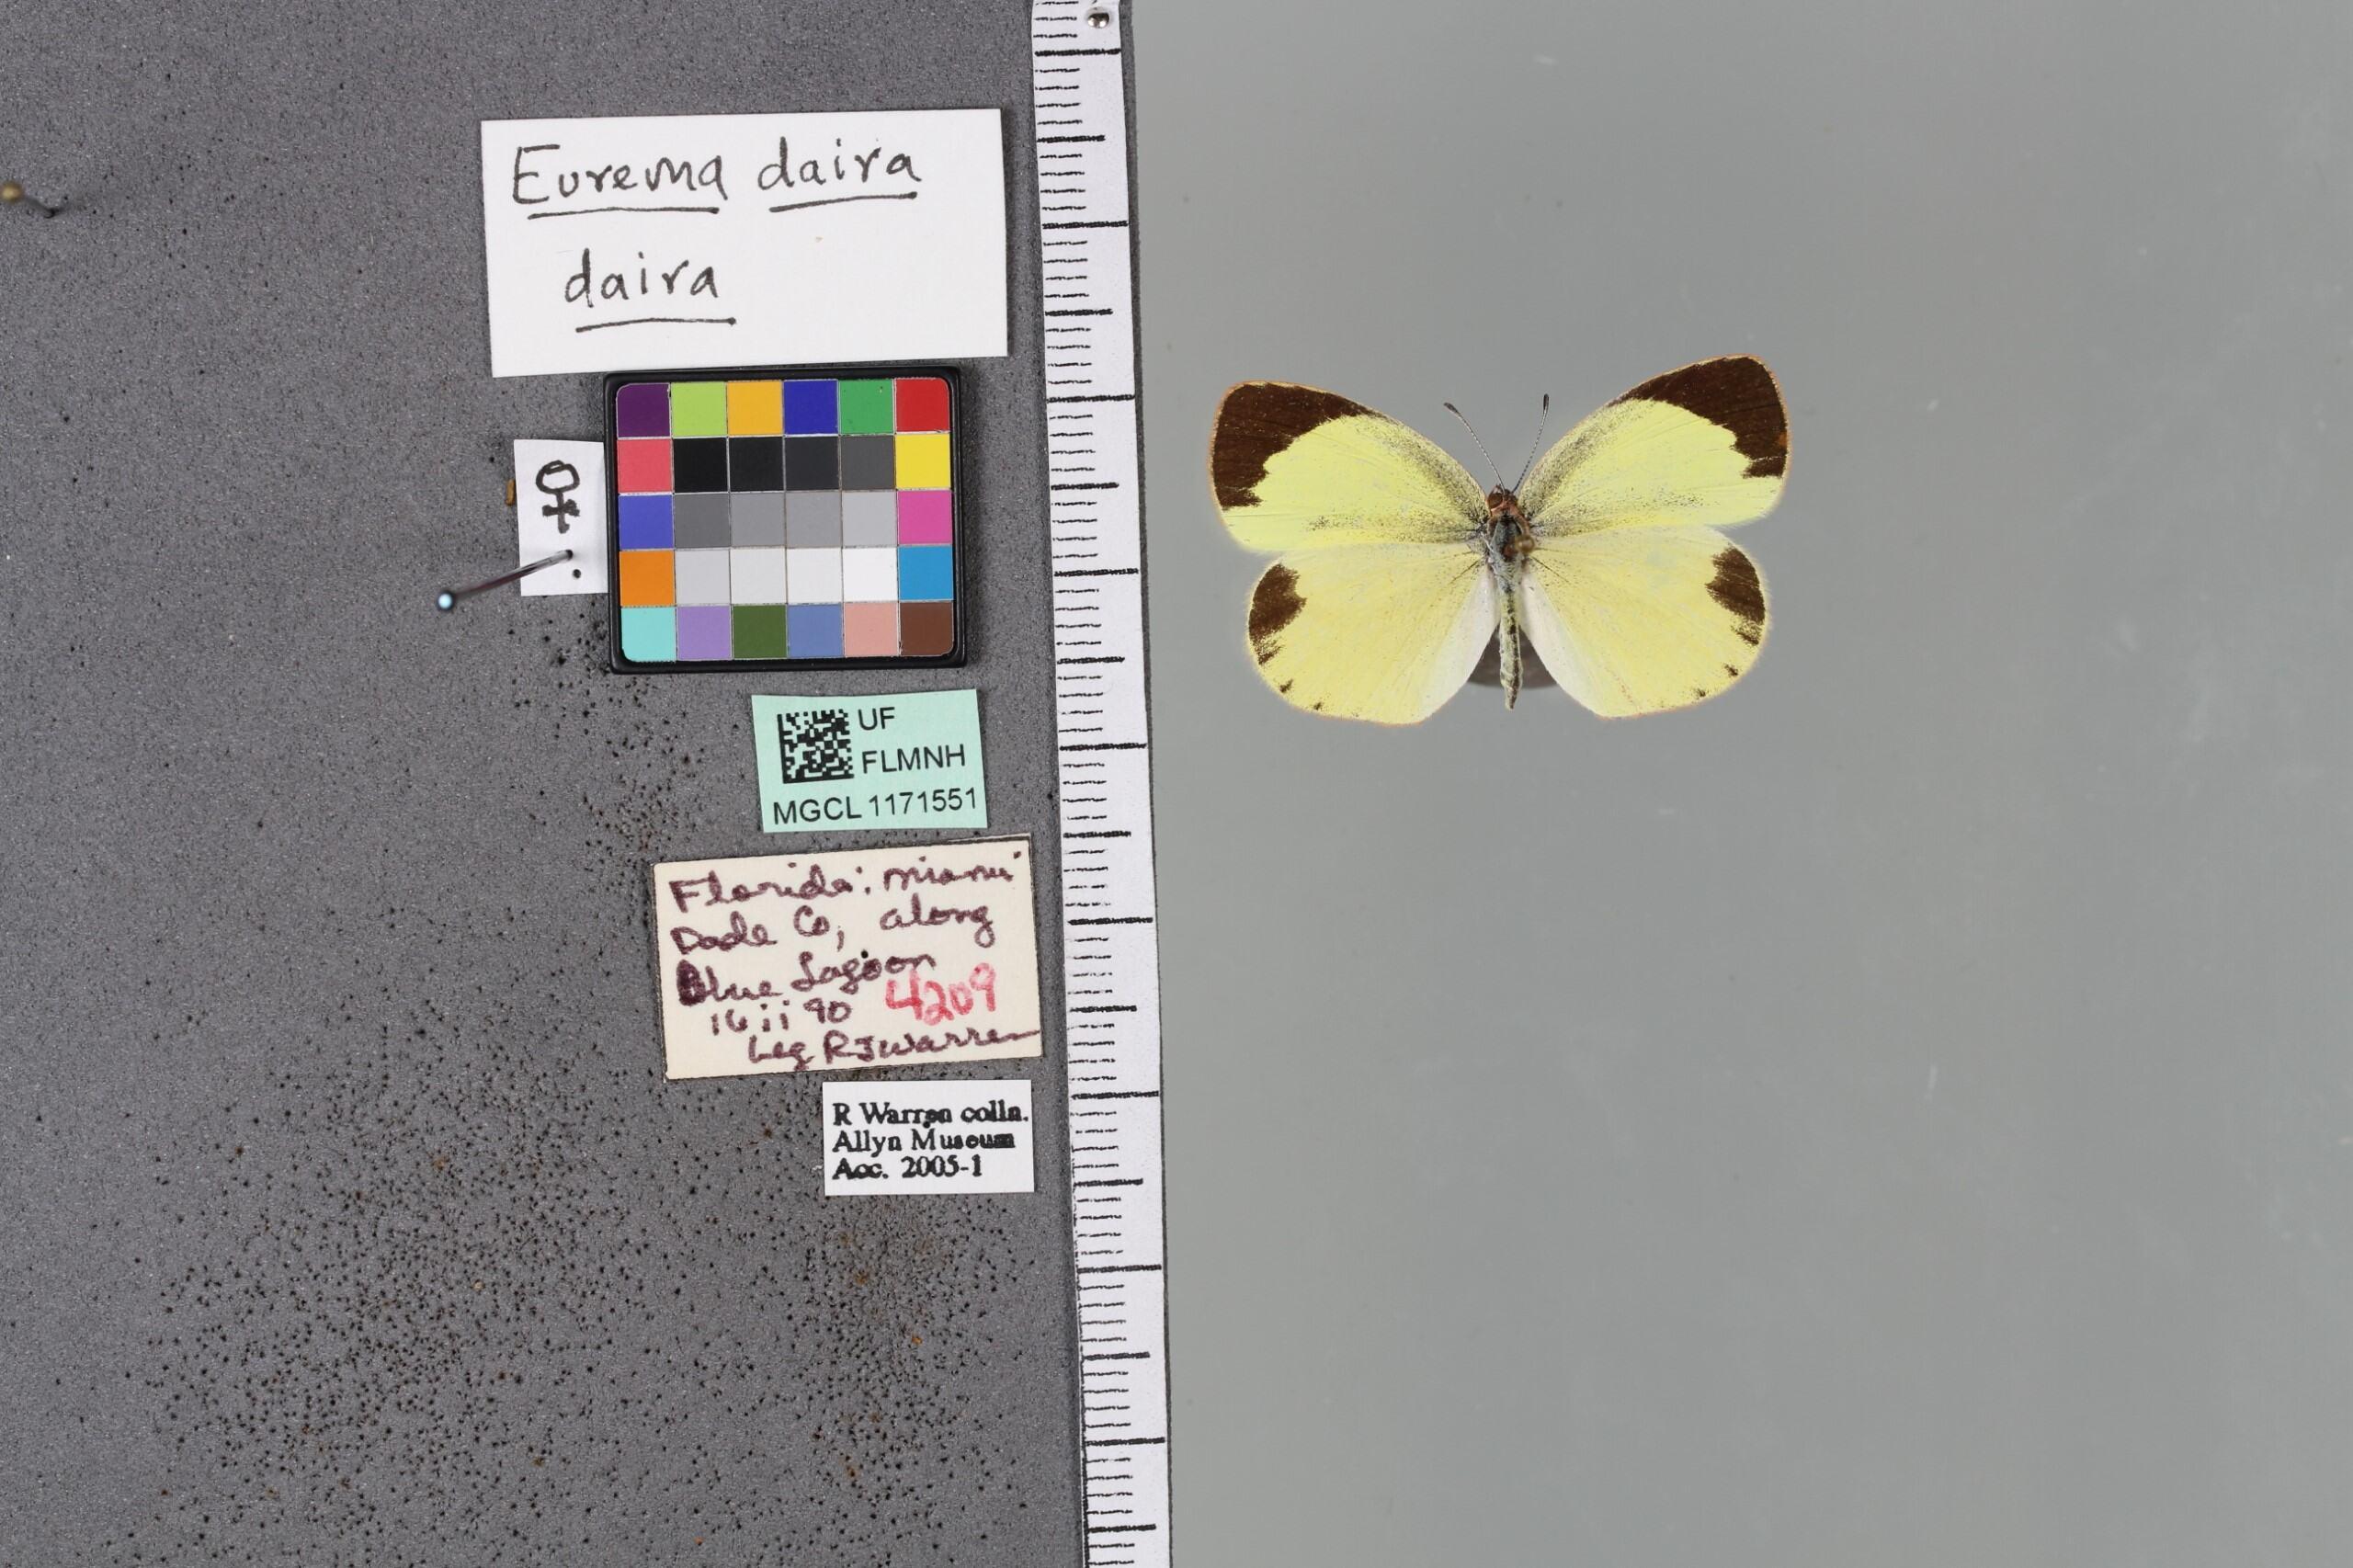 Eurema daira
daira
♀
UF
FLMNH
MGCL 1171551
Florida: Miami
Dade Co, along
Blue Lagoon
16 ii 90 4209
Leg RJWarren
R Warren colln.
Allyn Museum
Acc. 2005-1